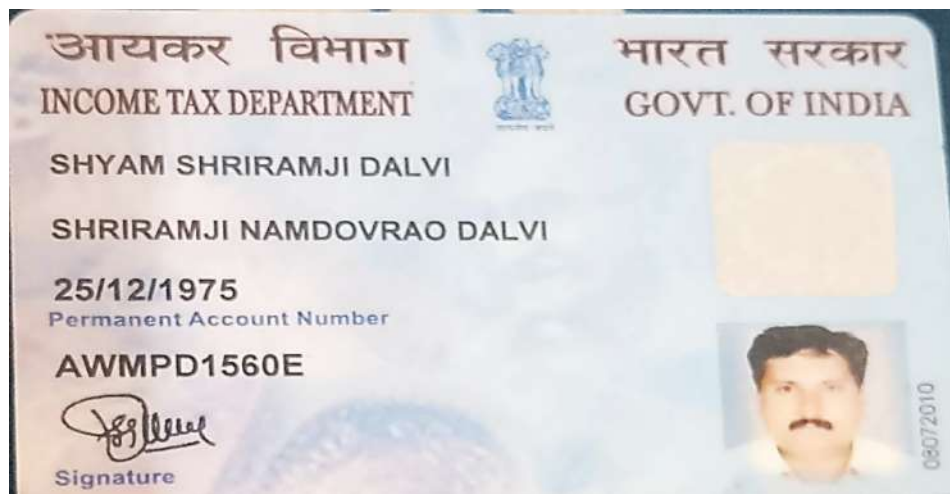 आयकर विभाग
भारत सरकार
INCOME TAX DEPARTMENT
GOVT. OF INDIA
SHYAM SHRIRAMJI DALVI
SHRIRAMJI NAMDOVRAO DALVI
25/12/1975
Permanent Account Number
AWMPD1560E
Signature
08072010